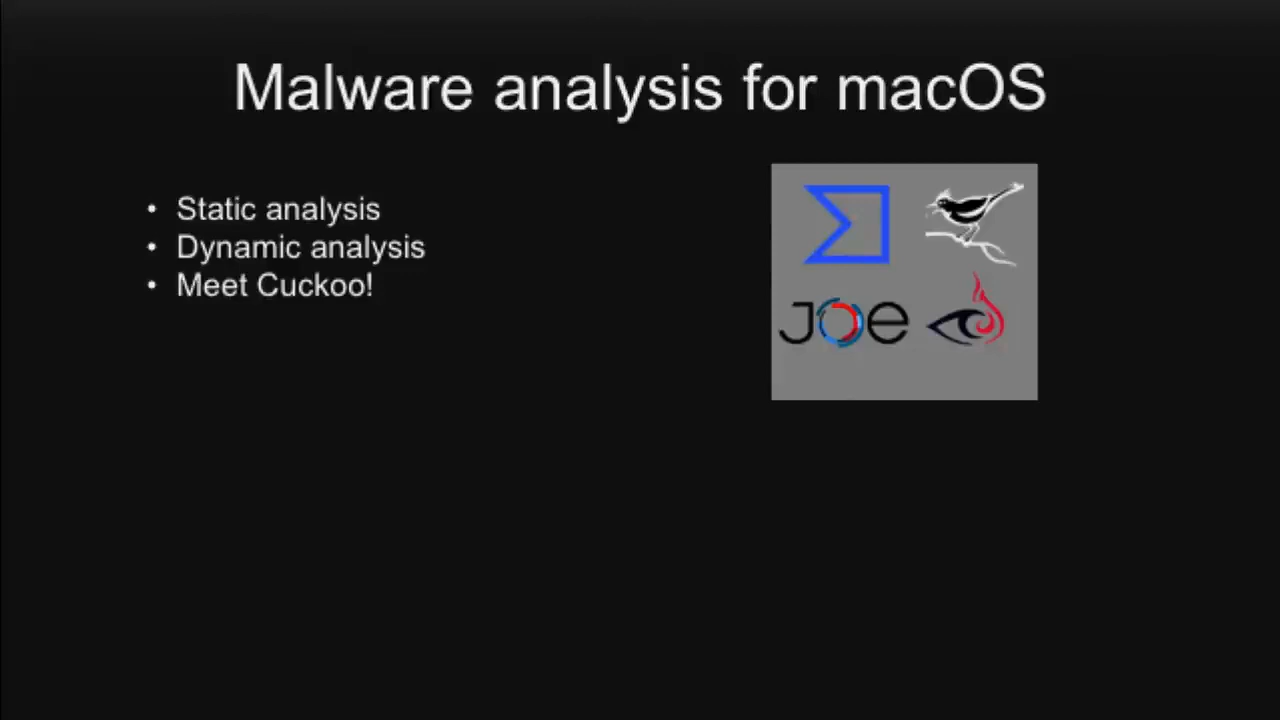 Malware analysis for macOS
• Static analysis
• Dynamic analysis
• Meet Cuckoo!
JOe